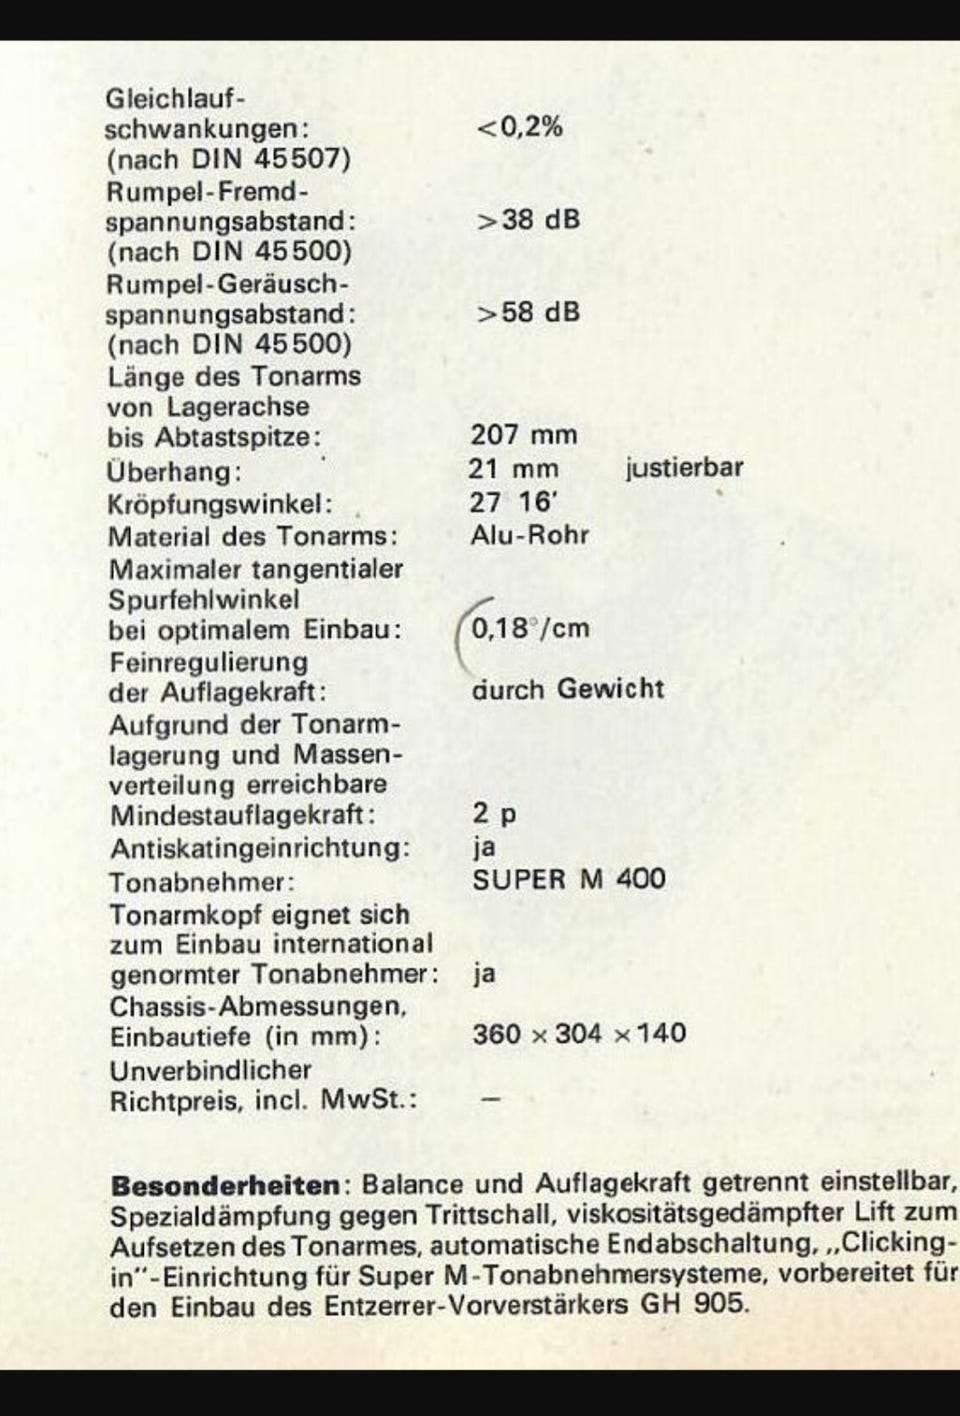 Gleichlauf-
schwankungen: <0,2%
(nach DIN 45507)
Rumpel-Fremd-
spannungsabstand: >38 dB
(nach DIN 45500)
Rumpel-Geräusch-
spannungsabstand: >58 dB
(nach DIN 45500)
Länge des Tonarms
von Lagerachse
bis Abtastspitze: 207 mm
Überhang: 21 mm justierbar
Kröpfungswinkel: 27 16'
Material des Tonarms: Alu-Rohr
Maximaler tangentialer
Spurfehlwinkel
bei optimalem Einbau: 0,18°/cm
Feinregulierung
der Auflagekraft: durch Gewicht
Aufgrund der Tonarm-
lagerung und Massen-
verteilung erreichbare
Mindestauflagekraft: 2 p
Antiskatingeinrichtung: ja
Tonabnehmer: SUPER M 400
Tonarmkopf eignet sich
zum Einbau international
genormter Tonabnehmer: ja
Chassis-Abmessungen,
Einbautiefe (in mm): 360 × 304 × 140
Unverbindlicher
Richtpreis, incl. MwSt.: –
Besonderheiten: Balance und Auflagekraft getrennt einstellbar,
Spezialdämpfung gegen Trittschall, viskositätsgedämpfter Lift zum
Aufsetzen des Tonarmes, automatische Endabschaltung, „Clicking-
in"-Einrichtung für Super M-Tonabnehmersysteme, vorbereitet für
den Einbau des Entzerrer-Vorverstärkers GH 905.